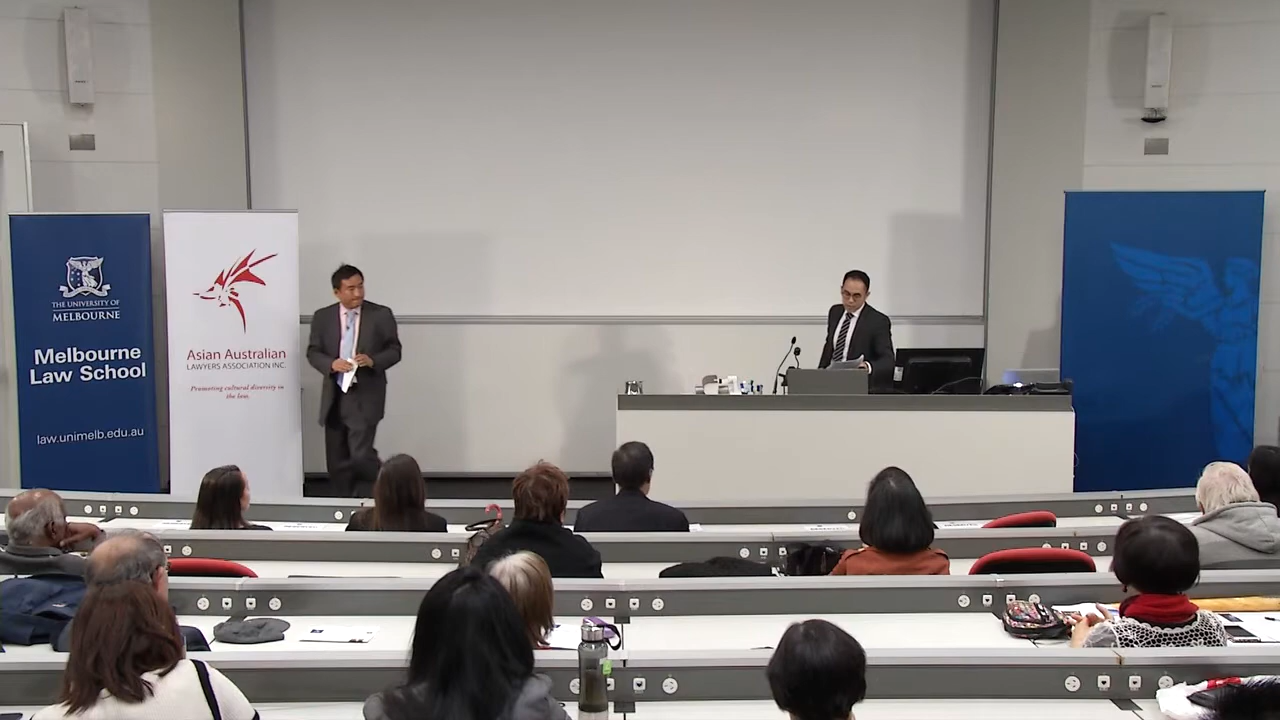 THE UNIVERSITY OF
MELBOURNE
Melbourne
Law School
law.unimelb.edu.au
Asian Australian
LAWYERS ASSOCIATION INC.
Promoting cultural diversity in
the law.